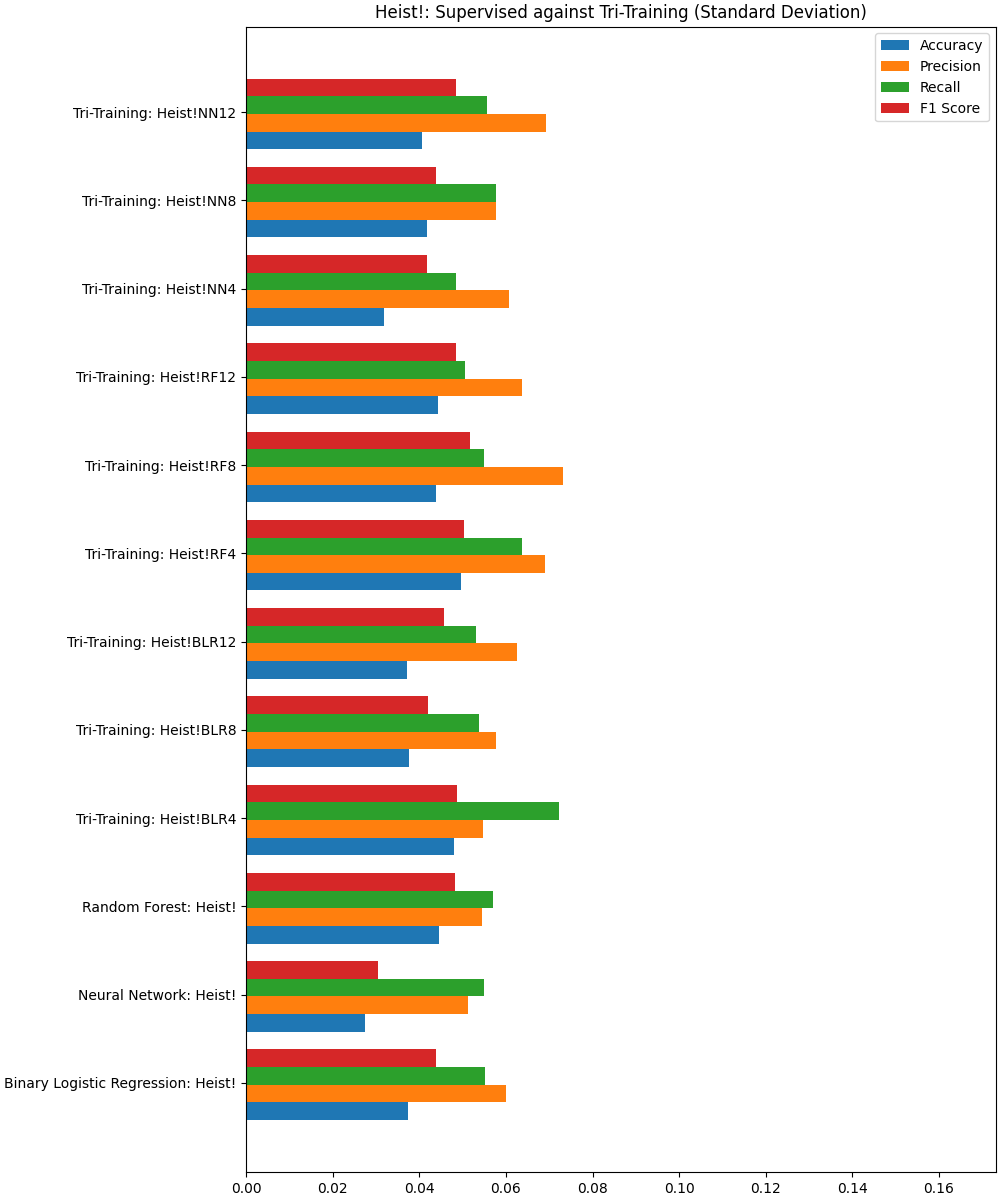 Heist!: Supervised against Tri-Training (Standard Deviation)
Accuracy
Precision
Recall
F1 Score
Tri-Training: Heist!NN12
Tri-Training: Heist!NN8
Tri-Training: Heist!NN4
Tri-Training: Heist!RF12
Tri-Training: Heist!RF8
Tri-Training: Heist!RF4
Tri-Training: Heist!BLR12
Tri-Training: Heist!BLR8
Tri-Training: Heist!BLR4
Random Forest: Heist!
Neural Network: Heist!
Binary Logistic Regression: Heist!
0.00 0.02 0.04 0.06 0.08 0.10 0.12 0.14 0.16